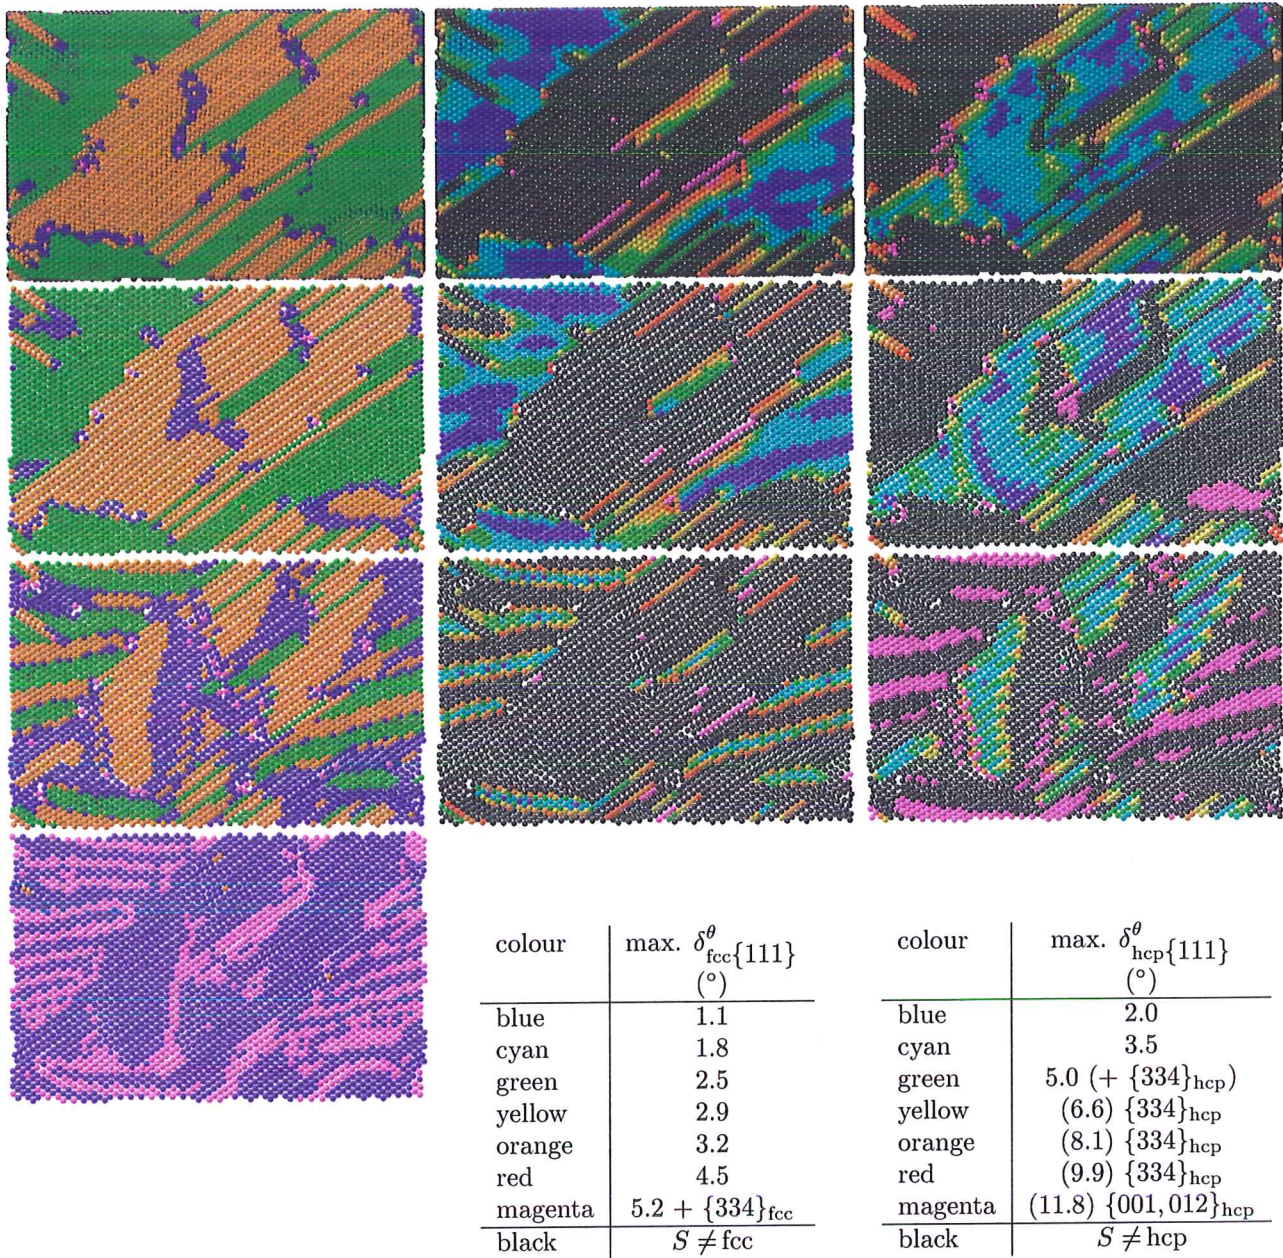 colour max. δ^θ_fcc{111}
(°)
blue 1.1
cyan 1.8
green 2.5
yellow 2.9
orange 3.2
red 4.5
magenta 5.2 + {334}_fcc
black S ≠ fcc
colour max. δ^θ_hcp{111}
(°)
blue 2.0
cyan 3.5
green 5.0 (+ {334}_hcp)
yellow (6.6) {334}_hcp
orange (8.1) {334}_hcp
red (9.9) {334}_hcp
magenta (11.8) {001, 012}_hcp
black S ≠ hcp